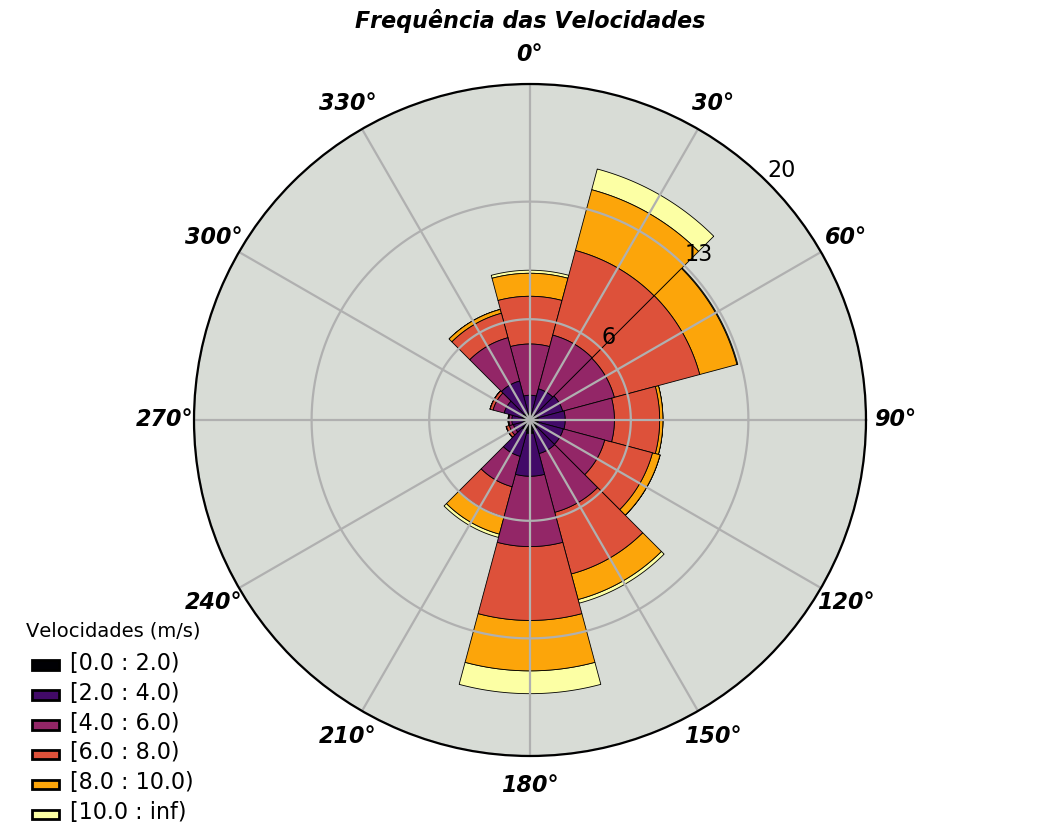 Frequência das Velocidades
0°
330°
30°
20
300°
60°
13
6
270°
90°
240°
120°
210°
150°
180°
Velocidades (m/s)
[0.0 : 2.0)
[2.0 : 4.0)
[4.0 : 6.0)
[6.0 : 8.0)
[8.0 : 10.0)
[10.0 : inf)